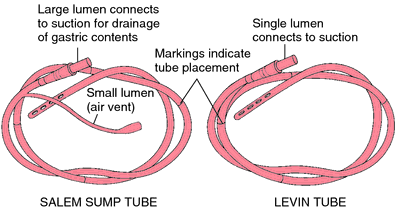 Large lumen connects
to suction for drainage
of gastric contents
Single lumen
connects to suction
Markings indicate
tube placement
Small lumen
(air vent)
SALEM SUMP TUBE
LEVIN TUBE